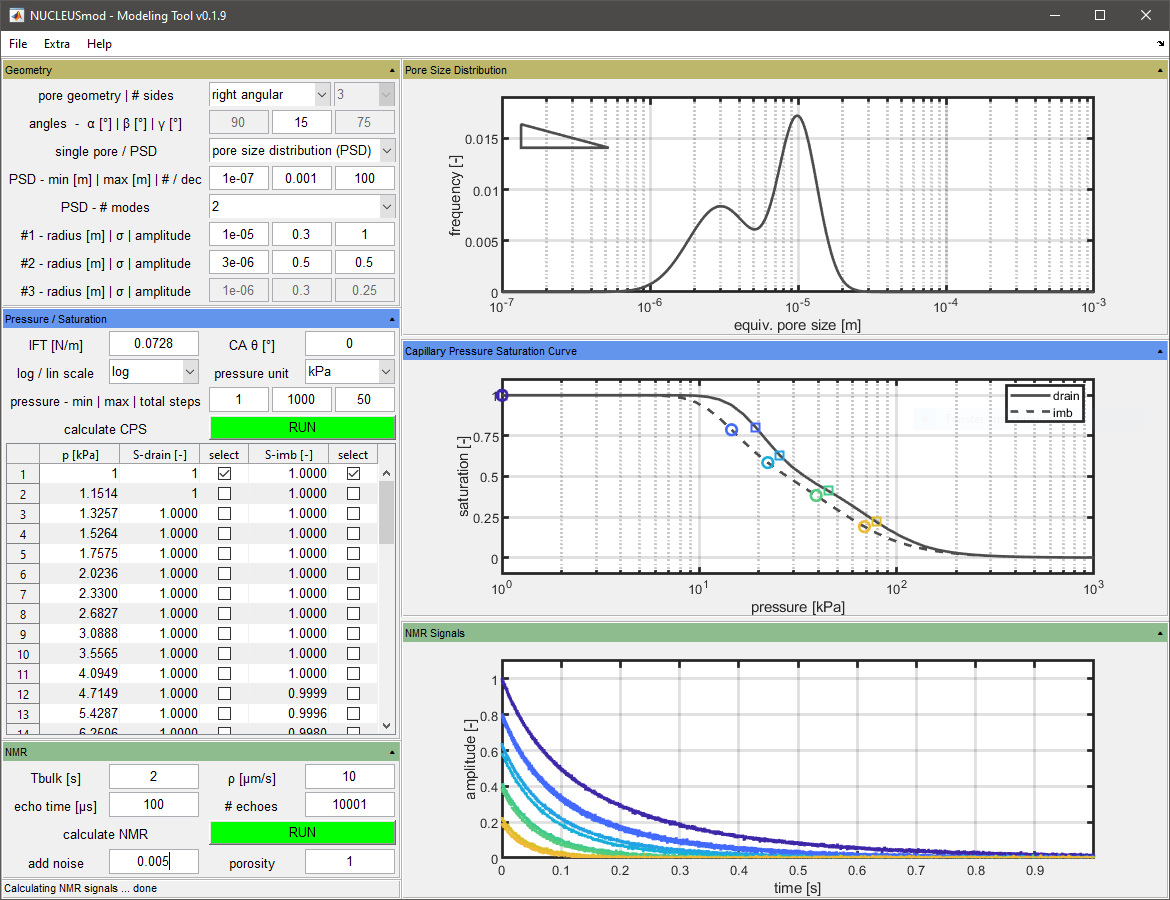 NUCLEUSmod - Modeling Tool v0.1.9
File Extra Help
Geometry
pore geometry | # sides right angular 3
angles - α [°] | β [°] | γ [°] 90 15 75
single pore / PSD pore size distribution (PSD)
PSD - min [m] | max [m] | # / dec 1e-07 0.001 100
PSD - # modes 2
#1 - radius [m] | σ | amplitude 1e-05 0.3 1
#2 - radius [m] | σ | amplitude 3e-06 0.5 0.5
#3 - radius [m] | σ | amplitude 1e-06 0.3 0.25
Pressure / Saturation
IFT [N/m] 0.0728 CA θ [°] 0
log / lin scale log pressure unit kPa
pressure - min | max | total steps 1 1000 50
calculate CPS RUN
p [kPa] S-drain [-] select S-imb [-] select
1 1 1 1.0000
2 1.1514 1 1.0000
3 1.3257 1.0000 1.0000
4 1.5264 1.0000 1.0000
5 1.7575 1.0000 1.0000
6 2.0236 1.0000 1.0000
7 2.3300 1.0000 1.0000
8 2.6827 1.0000 1.0000
9 3.0888 1.0000 1.0000
10 3.5565 1.0000 1.0000
11 4.0949 1.0000 1.0000
12 4.7149 1.0000 0.9999
13 5.4287 1.0000 0.9996
14 6.2506 1.0000 0.9980
NMR
Tbulk [s] 2 ρ [µm/s] 10
echo time [µs] 100 # echoes 10001
calculate NMR RUN
add noise 0.005 porosity 1
Calculating NMR signals ... done
Pore Size Distribution
frequency [-]
0.015
0.01
0.005
0
10-7 10-6 10-5 10-4 10-3
equiv. pore size [m]
Capillary Pressure Saturation Curve
saturation [-]
1
0.75
0.5
0.25
0
drain
imb
100 101 102 103
pressure [kPa]
NMR Signals
amplitude [-]
1
0.8
0.6
0.4
0.2
0
0 0.1 0.2 0.3 0.4 0.5 0.6 0.7 0.8 0.9
time [s]